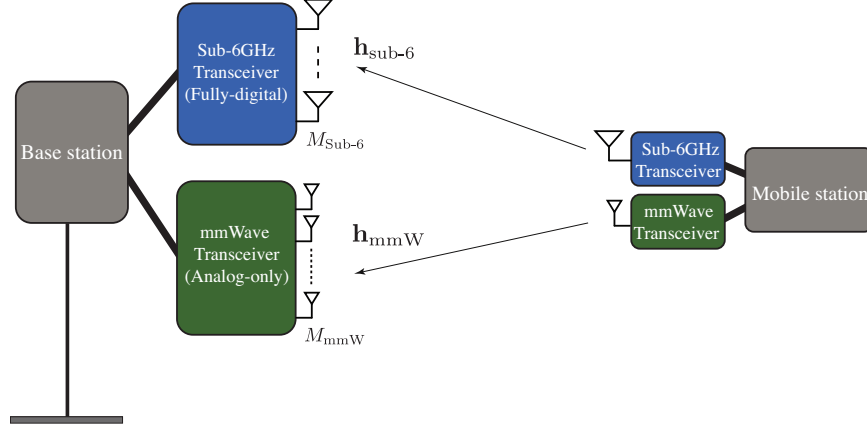 Base station
Sub-6GHz
Transceiver
(Fully-digital)
M_Sub-6
h_sub-6
mmWave
Transceiver
(Analog-only)
M_mmW
h_mmW
Sub-6GHz
Transceiver
mmWave
Transceiver
Mobile station